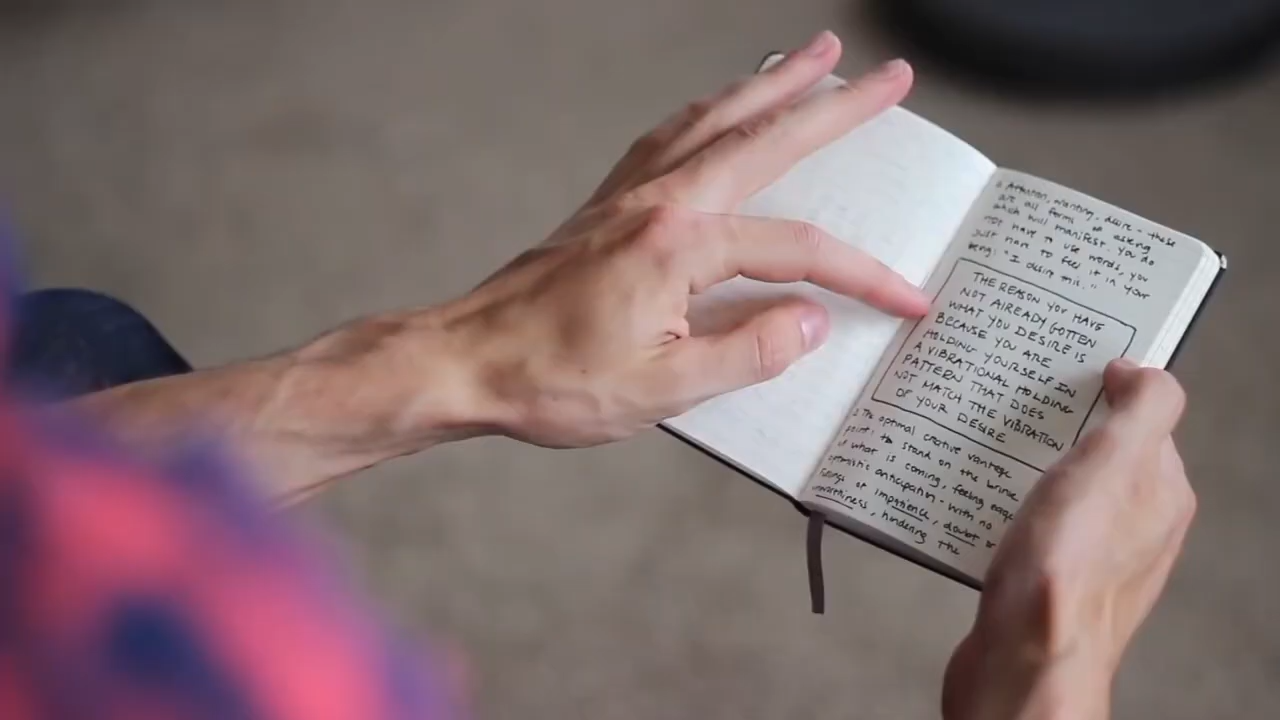 Attention, wanting, desire - these
are all forms of asking
which will manifest. You do
not have to use words, you
just have to feel it in your
being: "I desire this."
THE REASON YOU HAVE
NOT AlREADY GOTTEN
WHAT YOU DESIRE IS
BECAUSE YOU ARE
HOLDING YOURSELF IN
A VIBRATIONAL HOLDING
PATTERN THAT DOES
NOT MATCH THE VIBRATION
OF YOUR DESIRE
The optimal creative vantage
point: to stand on the brink
of what is coming, feeling eager,
optimistic anticipation - with no
feelings of impatience, doubt or
unworthiness, hindering the